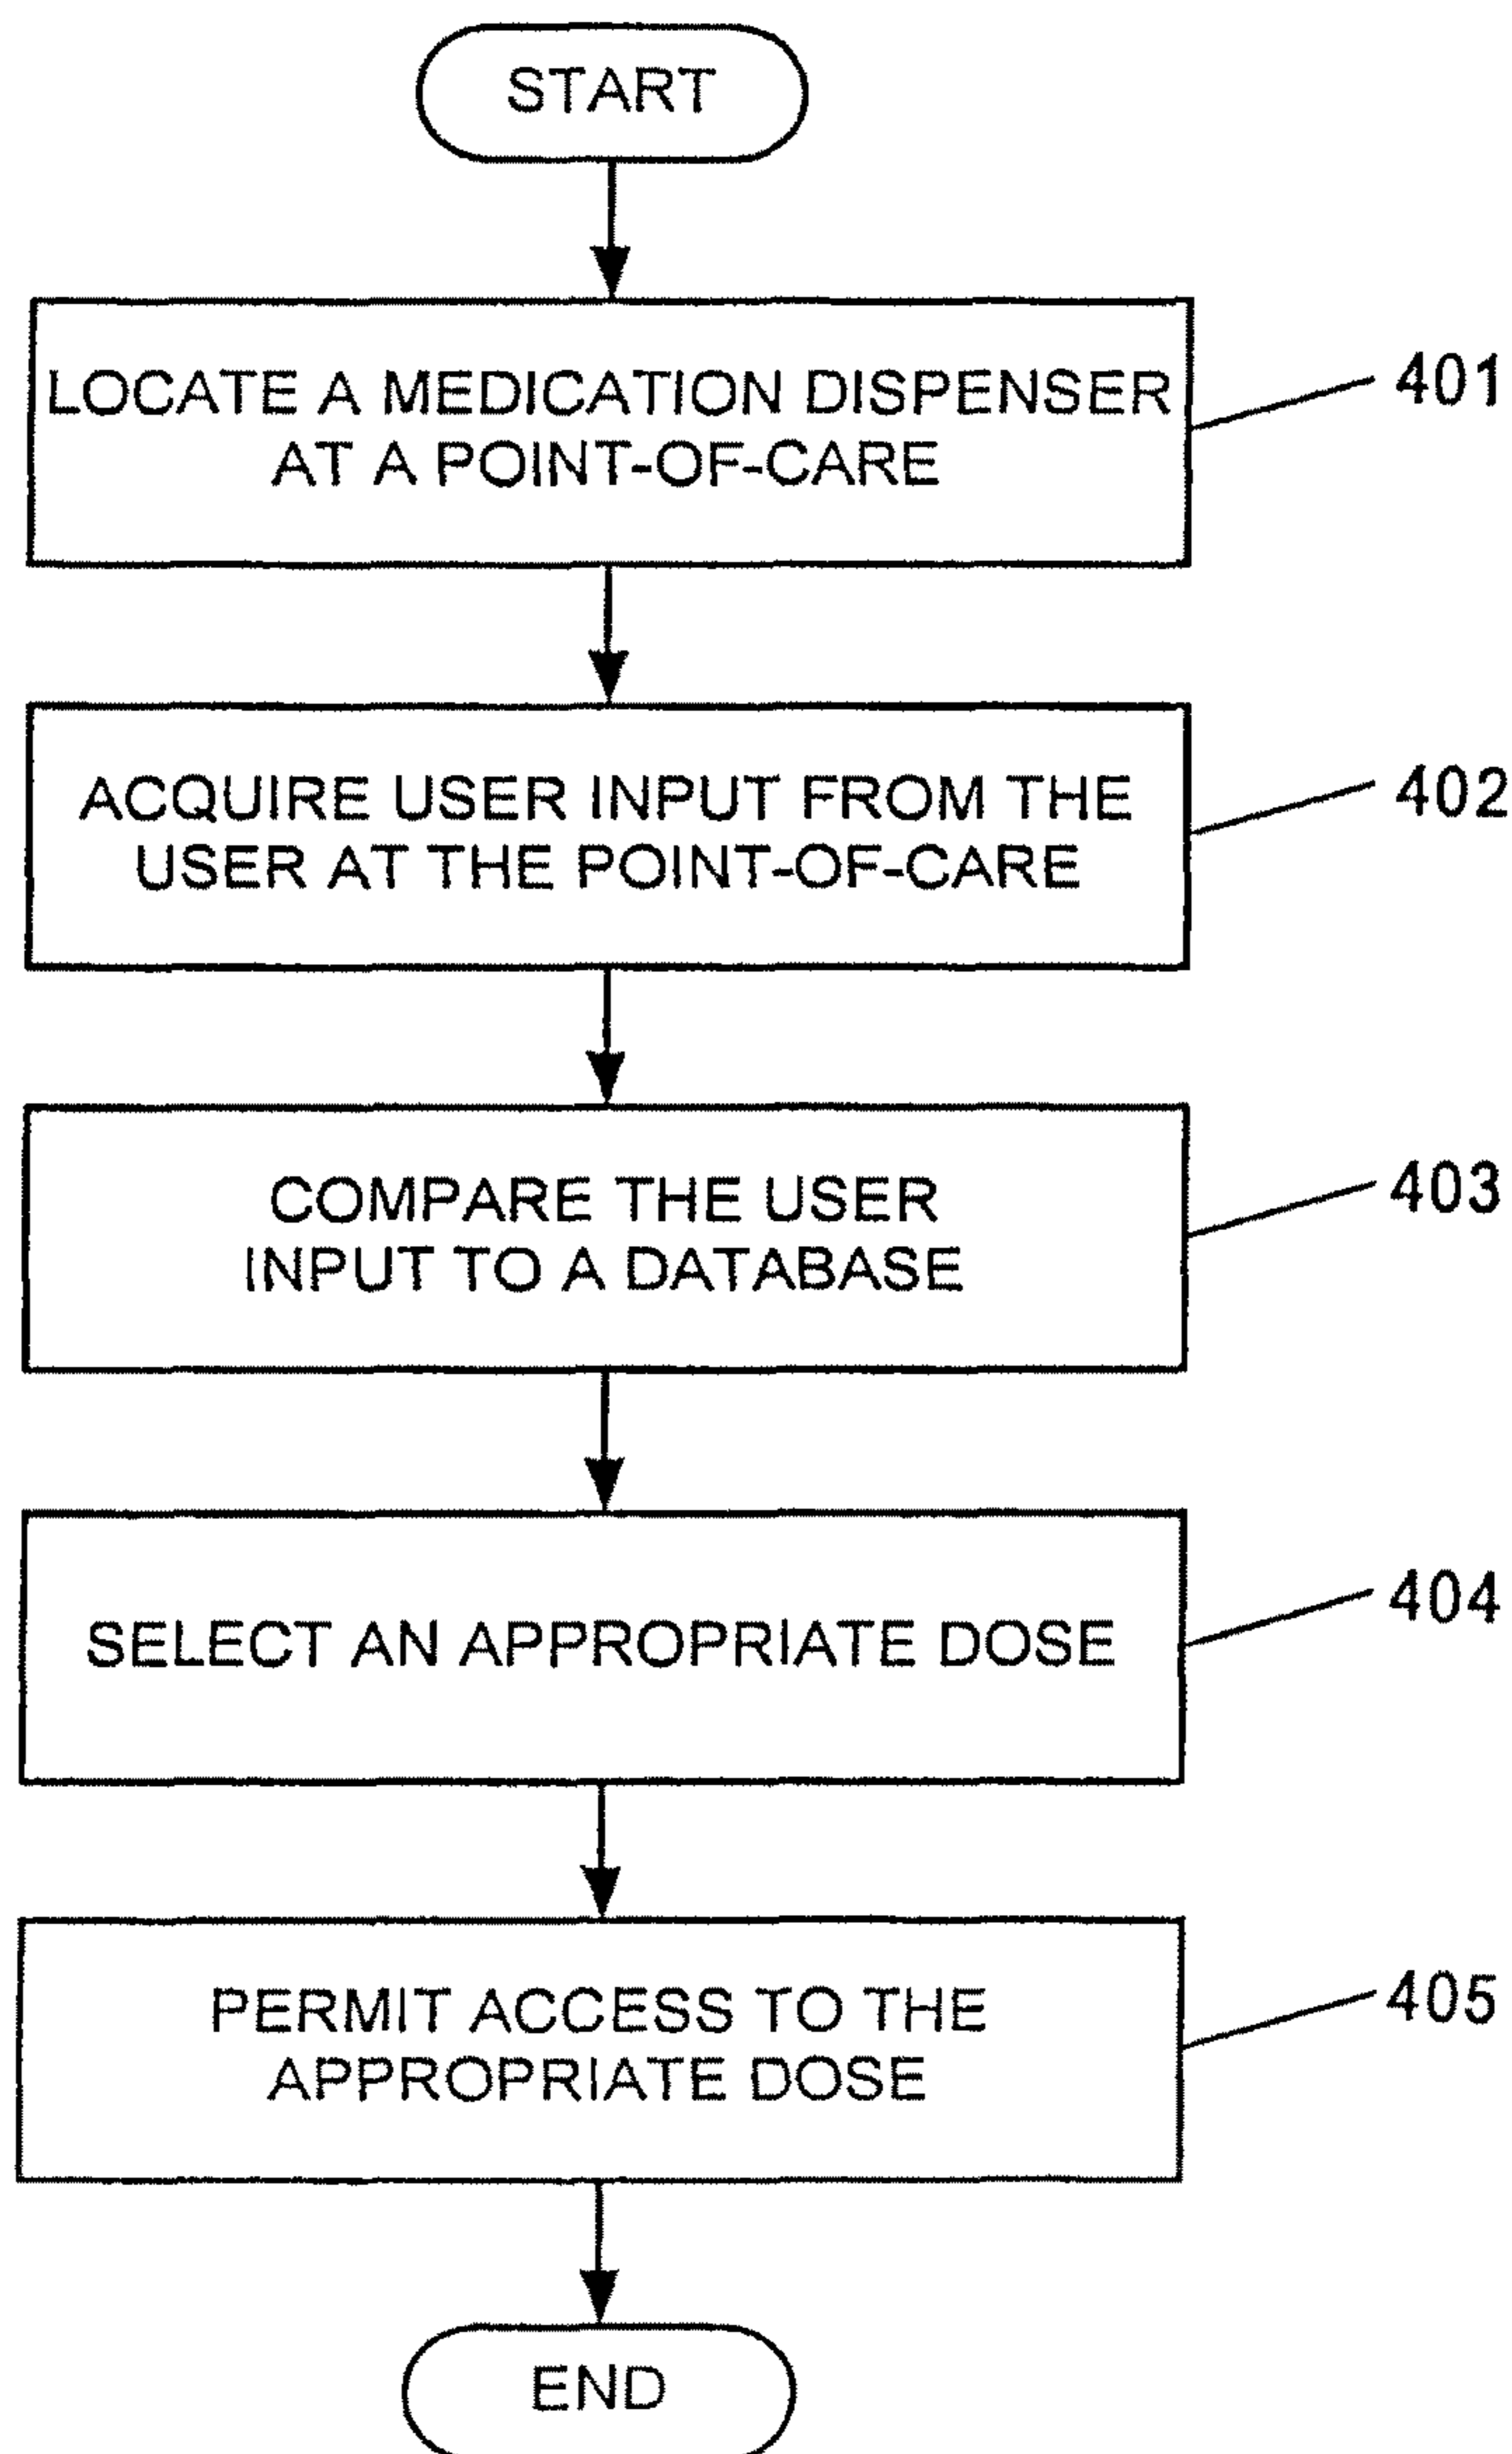 START
LOCATE A MEDICATION DISPENSER
AT A POINT-OF-CARE
401
ACQUIRE USER INPUT FROM THE
USER AT THE POINT-OF-CARE
402
COMPARE THE USER
INPUT TO A DATABASE
403
SELECT AN APPROPRIATE DOSE
404
PERMIT ACCESS TO THE
APPROPRIATE DOSE
405
END